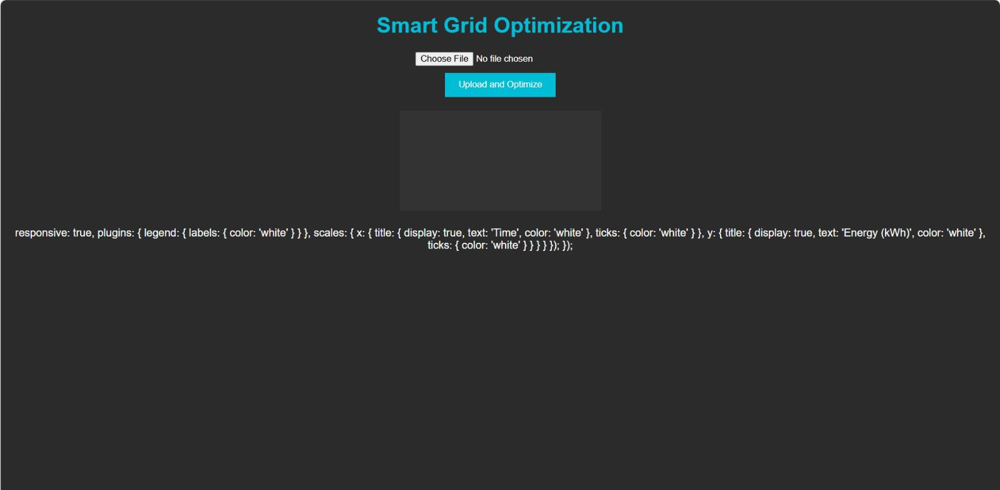 Smart Grid Optimization
Choose File No file chosen
Upload and Optimize
responsive: true, plugins: { legend: { labels: { color: 'white' } } }, scales: { x: { title: { display: true, text: 'Time', color: 'white' }, ticks: { color: 'white' } }, y: { title: { display: true, text: 'Energy (kWh)', color: 'white' },
ticks: { color: 'white' } } } } }); });